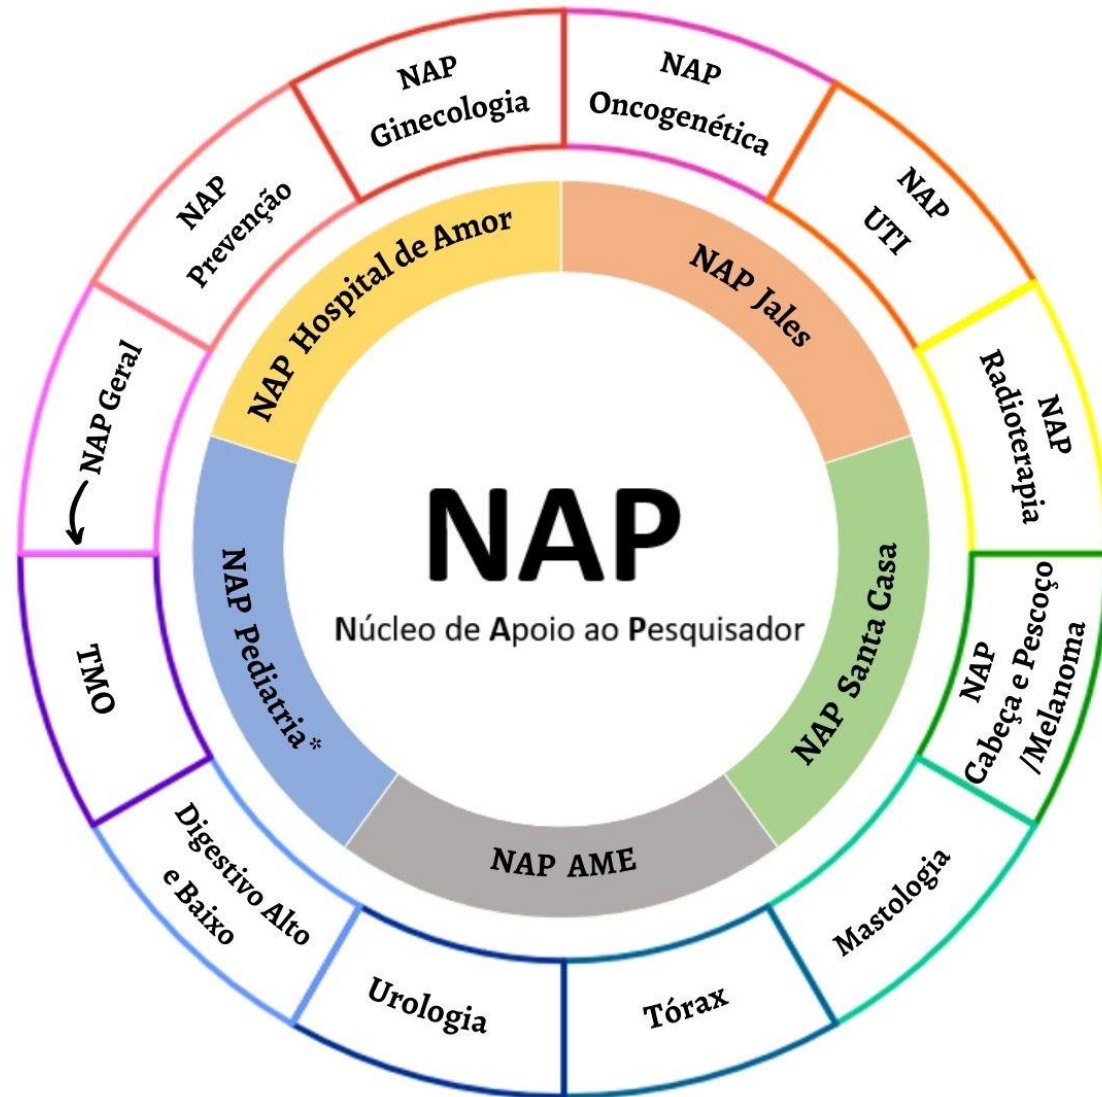 NAP
Ginecologia
NAP
Oncogenética
NAP
UTI
NAP
Radioterapia
NAP
Cabeça e Pescoço
/Melanoma
Mastologia
Tórax
Urologia
Digestivo Alto
e Baixo
TMO
NAP Geral
NAP
Prevenção
NAP Hospital de Amor
NAP Jales
NAP Santa Casa
NAP AME
NAP Pediatria*
NAP
Núcleo de Apoio ao Pesquisador